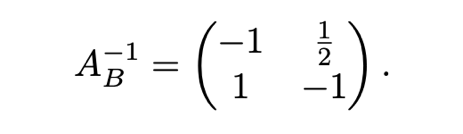 $A_B^{-1} = \begin{pmatrix} -1 & \frac{1}{2} \\ 1 & -1 \end{pmatrix}.$